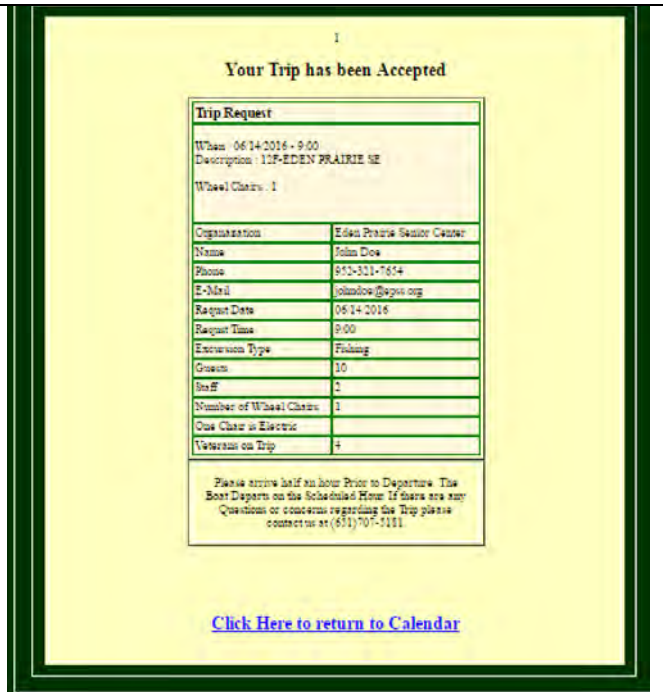 1
Your Trip has been Accepted
Trip Request
When : 06/14/2016 - 9:00
Description : 12F-EDEN PRAIRIE SE
Wheel Chairs : 1
Organization Eden Prairie Senior Center
Name John Doe
Phone 952-321-7654
E-Mail johndoe@epss.org
Requst Date 06/14/2016
Requst Time 9:00
Excursion Type Fishing
Guests 10
Staff 2
Number of Wheel Chairs 1
One Chair is Electric
Veterans on Trip 4
Please arrive half an hour Prior to Departure. The
Boat Departs on the Scheduled Hour. If there are any
Questions or concerns regarding the Trip please
contact us at (651)707-5181
Click Here to return to Calendar